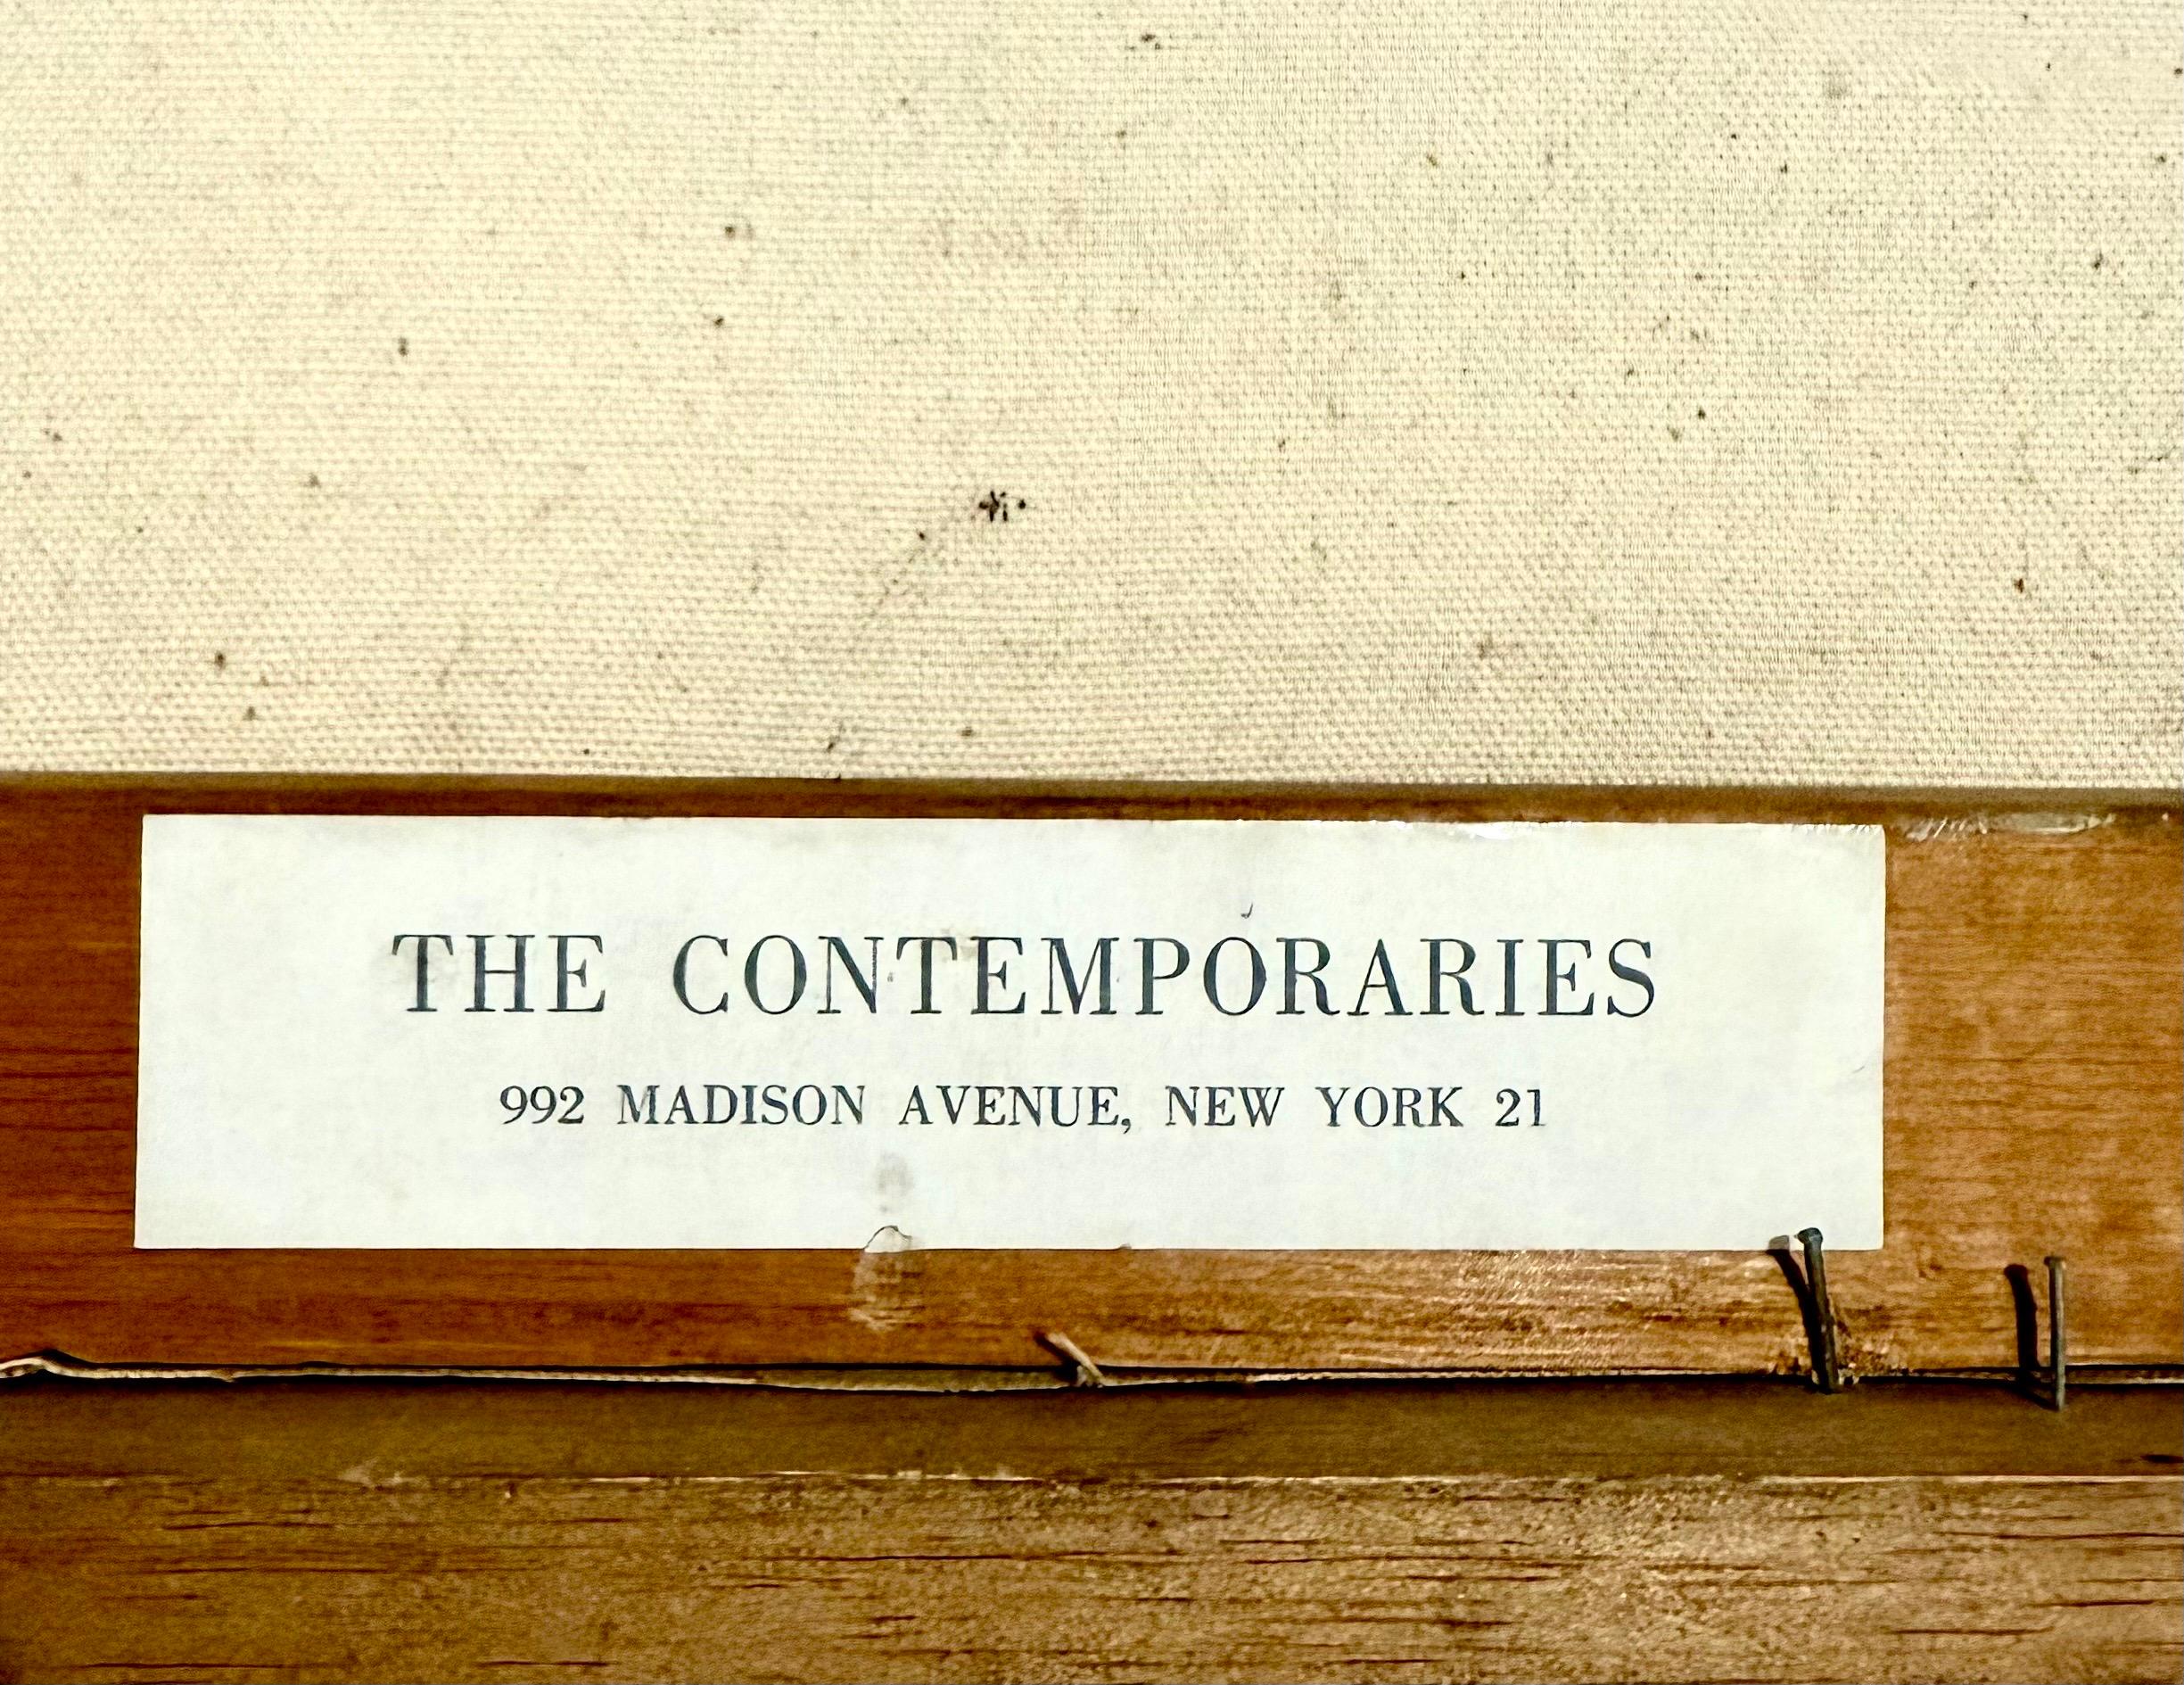 THE CONTEMPORARIES
992 MADISON AVENUE, NEW YORK 21